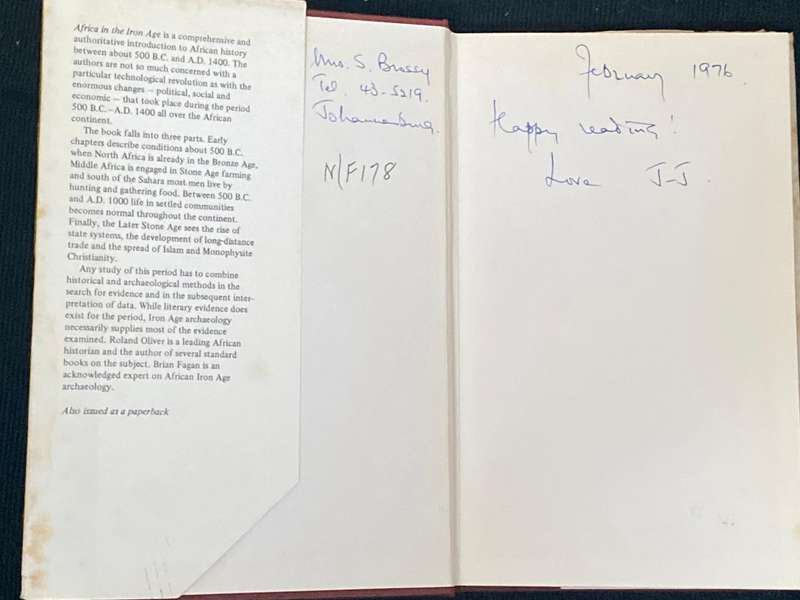 Africa in the Iron Age is a comprehensive and
authoritative introduction to African history
between about 500 B.C. and A.D. 1400. The
authors are not so much concerned with a
particular technological revolution as with the
enormous changes – political, social and
economic – that took place during the period
500 B.C.–A.D. 1400 all over the African
continent.
The book falls into three parts. Early
chapters describe conditions about 500 B.C.
when North Africa is already in the Bronze Age,
Middle Africa is engaged in Stone Age farming
and south of the Sahara most men live by
hunting and gathering food. Between 500 B.C.
and A.D. 1000 life in settled communities
becomes normal throughout the continent.
Finally, the Later Stone Age sees the rise of
state systems, the development of long-distance
trade and the spread of Islam and Monophysite
Christianity.
Any study of this period has to combine
historical and archaeological methods in the
search for evidence and in the subsequent inter-
pretation of data. While literary evidence does
exist for the period, Iron Age archaeology
necessarily supplies most of the evidence
examined. Roland Oliver is a leading African
historian and the author of several standard
books on the subject. Brian Fagan is an
acknowledged expert on African Iron Age
archaeology.
Also issued as a paperback
Mrs. S. Brassy
Tel. 43-5219.
Johannesburg.
N/F178
February 1976.
Happy reading!
Love J-J.